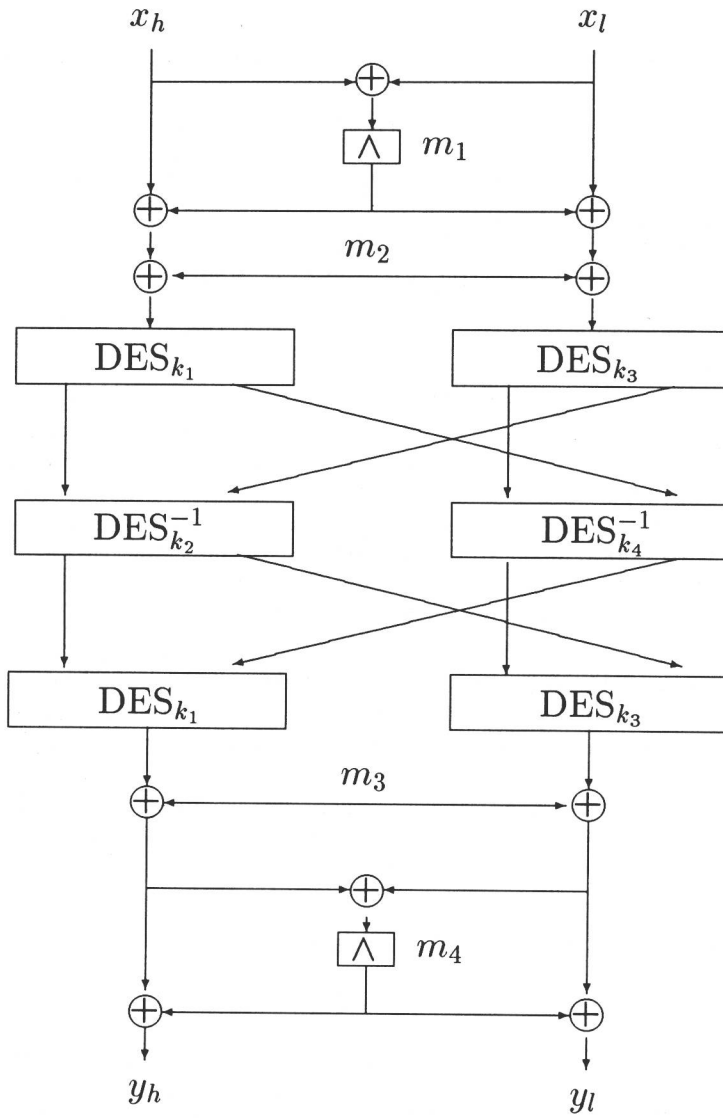 x_h x_l
⊕
∧ m_1
⊕ ⊕
m_2
⊕ ⊕
DES_{k_1} DES_{k_3}
DES^{-1}_{k_2} DES^{-1}_{k_4}
DES_{k_1} DES_{k_3}
m_3
⊕ ⊕
⊕
∧ m_4
⊕ ⊕
y_h y_l